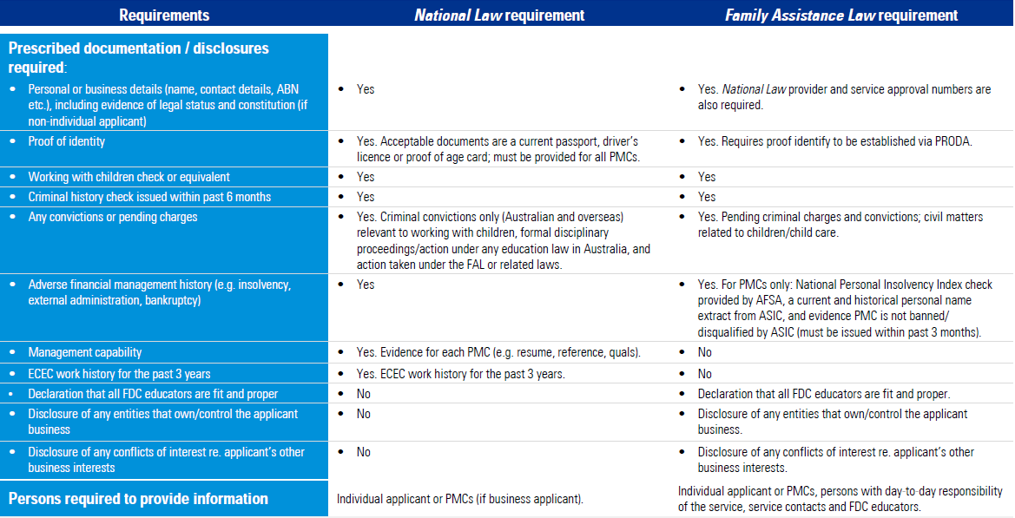 Requirements
National Law requirement
Family Assistance Law requirement
Prescribed documentation / disclosures
required:
• Personal or business details (name, contact details, ABN
etc.), including evidence of legal status and constitution (if
non-individual applicant)
• Yes
• Yes. National Law provider and service approval numbers are
also required.
• Proof of identity
• Yes. Acceptable documents are a current passport, driver's
licence or proof of age card; must be provided for all PMCs.
• Yes. Requires proof identify to be established via PRODA.
• Working with children check or equivalent
• Yes
• Yes
• Criminal history check issued within past 6 months
• Yes
• Yes
• Any convictions or pending charges
• Yes. Criminal convictions only (Australian and overseas)
relevant to working with children, formal disciplinary
proceedings/action under any education law in Australia, and
action taken under the FAL or related laws.
• Yes. Pending criminal charges and convictions; civil matters
related to children/child care.
• Adverse financial management history (e.g. insolvency,
external administration, bankruptcy)
• Yes
• Yes. For PMCs only: National Personal Insolvency Index check
provided by AFSA, a current and historical personal name
extract from ASIC, and evidence PMC is not banned/
disqualified by ASIC (must be issued within past 3 months).
• Management capability
• Yes. Evidence for each PMC (e.g. resume, reference, quals).
• No
• ECEC work history for the past 3 years
• Yes. ECEC work history for the past 3 years.
• No
• Declaration that all FDC educators are fit and proper
• No
• Declaration that all FDC educators are fit and proper.
• Disclosure of any entities that own/control the applicant
business
• No
• Disclosure of any entities that own/control the applicant
business.
• Disclosure of any conflicts of interest re. applicant's other
business interests
• No
• Disclosure of any conflicts of interest re. applicant's other
business interests.
Persons required to provide information
Individual applicant or PMCs (if business applicant).
Individual applicant or PMCs, persons with day-to-day responsibility
of the service, service contacts and FDC educators.